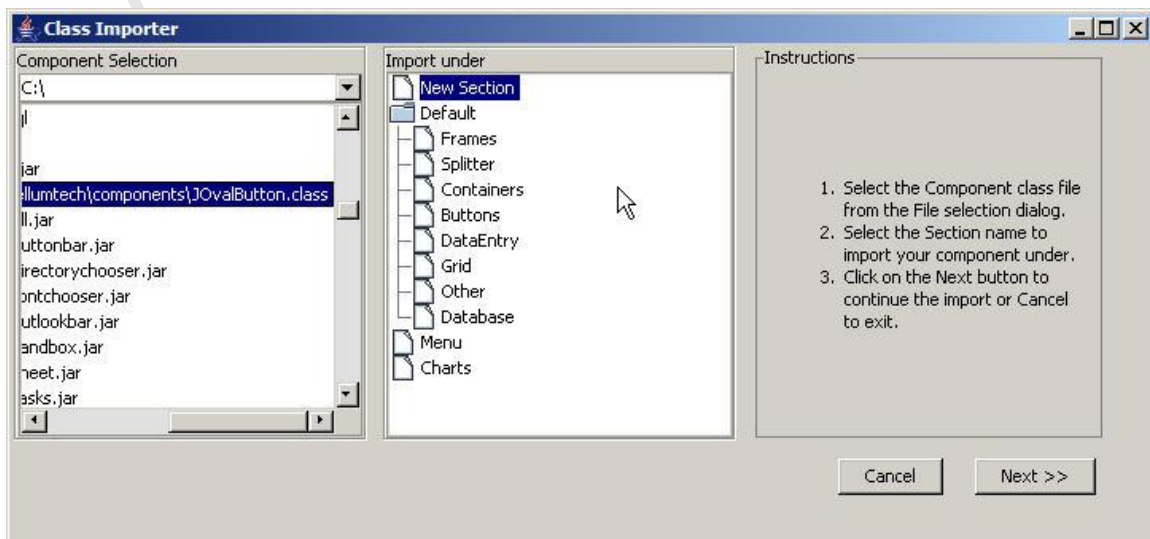 Class Importer
Component Selection
C:\
jar
ellumtech\components\JOvalButton.class
ll.jar
uttonbar.jar
irectorychooser.jar
ontchooser.jar
utlookbar.jar
andbox.jar
heet.jar
asks.jar
Import under
New Section
Default
Frames
Splitter
Containers
Buttons
DataEntry
Grid
Other
Database
Menu
Charts
Instructions
1. Select the Component class file
from the File selection dialog.
2. Select the Section name to
import your component under.
3. Click on the Next button to
continue the import or Cancel
to exit.
Cancel
Next >>